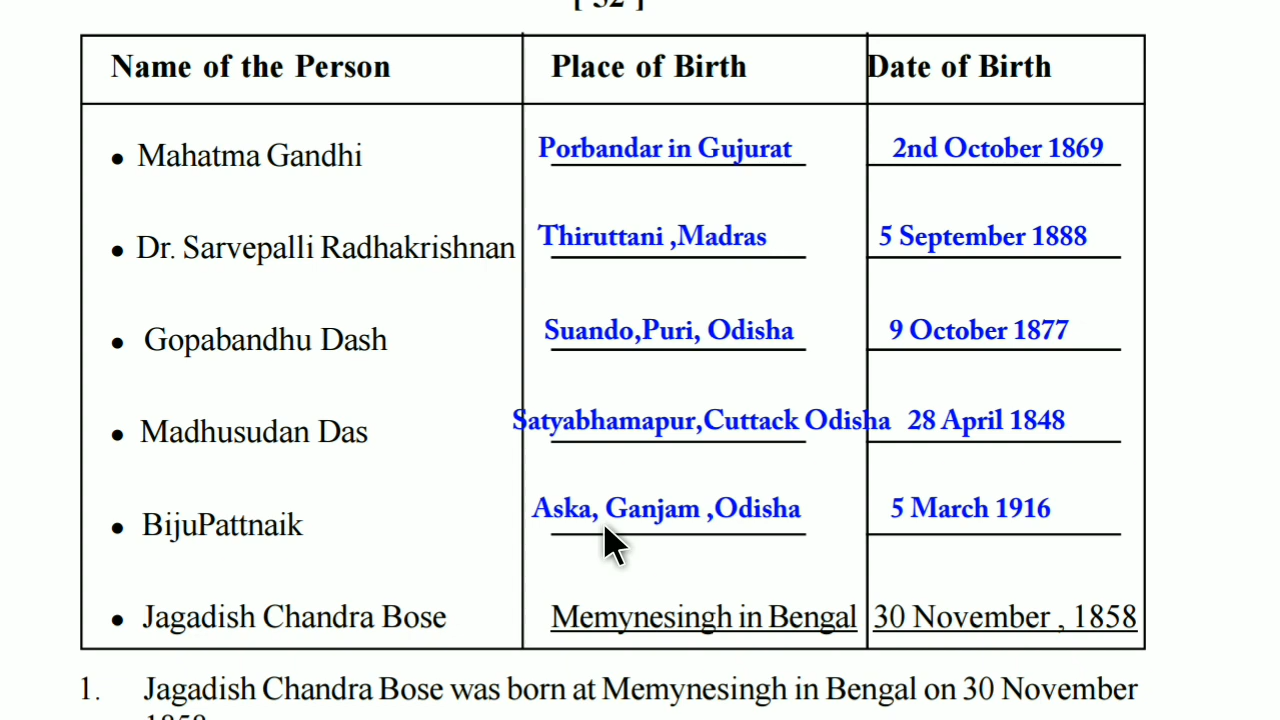 [ 52 ]
Name of the Person Place of Birth Date of Birth
• Mahatma Gandhi Porbandar in Gujurat 2nd October 1869
• Dr. Sarvepalli Radhakrishnan Thiruttani ,Madras 5 September 1888
• Gopabandhu Dash Suando,Puri, Odisha 9 October 1877
• Madhusudan Das Satyabhamapur,Cuttack Odisha 28 April 1848
• BijuPattnaik Aska, Ganjam ,Odisha 5 March 1916
• Jagadish Chandra Bose Memynesingh in Bengal 30 November , 1858
1. Jagadish Chandra Bose was born at Memynesingh in Bengal on 30 November
1858